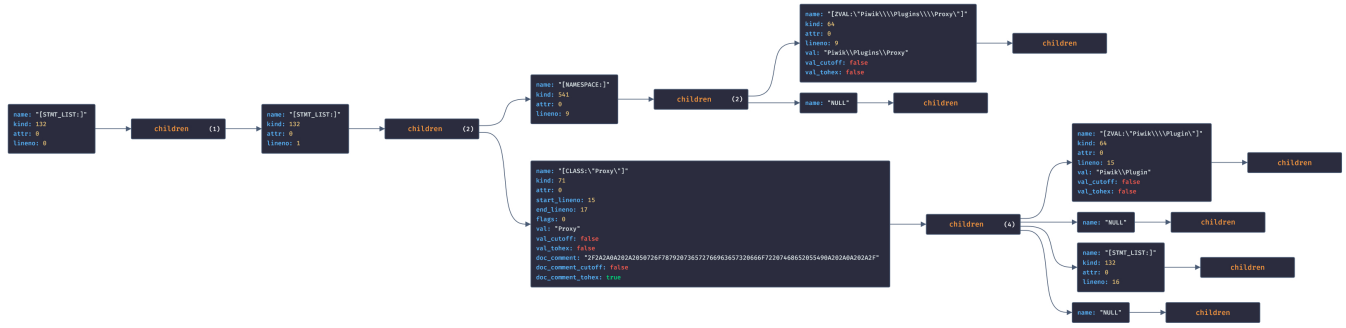 name: "[STMT_LIST:]"
kind: 132
attr: 0
lineno: 0
children (1)
name: "[STMT_LIST:]"
kind: 132
attr: 0
lineno: 1
children (2)
name: "[NAMESPACE:]"
kind: 541
attr: 0
lineno: 9
children (2)
name: "[ZVAL:\"Piwik\\\\Plugins\\\\Proxy\"]"
kind: 64
attr: 0
lineno: 9
val: "Piwik\\Plugins\\Proxy"
val_cutoff: false
val_tohex: false
children
name: "NULL"
children
name: "[CLASS:\"Proxy\"]"
kind: 71
attr: 0
start_lineno: 15
end_lineno: 17
flags: 0
val: "Proxy"
val_cutoff: false
val_tohex: false
doc_comment: "2F2A2A0A202A2050726F787920736572766963657320666F722074686520​55490A202A0A202A2F"
doc_comment_cutoff: false
doc_comment_tohex: true
children (4)
name: "[ZVAL:\"Piwik\\\\Plugin\"]"
kind: 64
attr: 0
lineno: 15
val: "Piwik\\Plugin"
val_cutoff: false
val_tohex: false
children
name: "NULL"
children
name: "[STMT_LIST:]"
kind: 132
attr: 0
lineno: 16
children
name: "NULL"
children